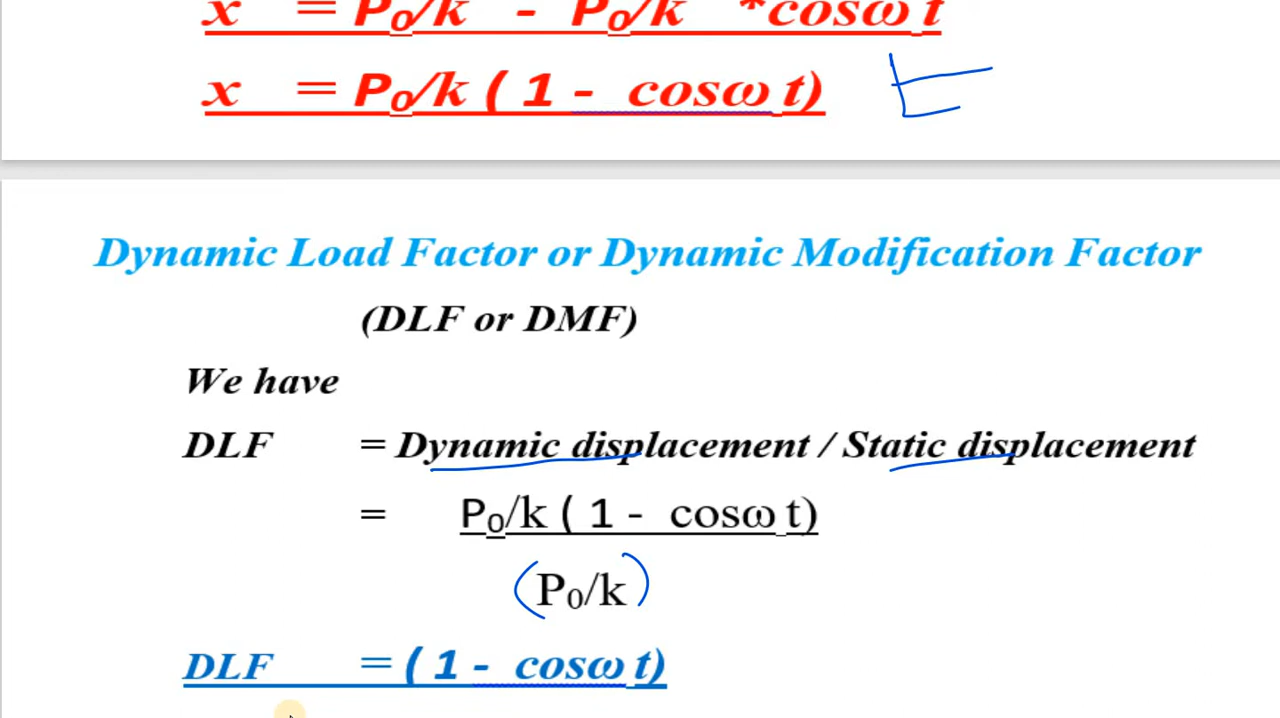 x = P₀/k - P₀/k *cosω t
x = P₀/k ( 1 - cosω t)
Dynamic Load Factor or Dynamic Modification Factor
(DLF or DMF)
We have
DLF = Dynamic displacement / Static displacement
= P₀/k ( 1 - cosω t)
(P₀/k)
DLF = ( 1 - cosω t)